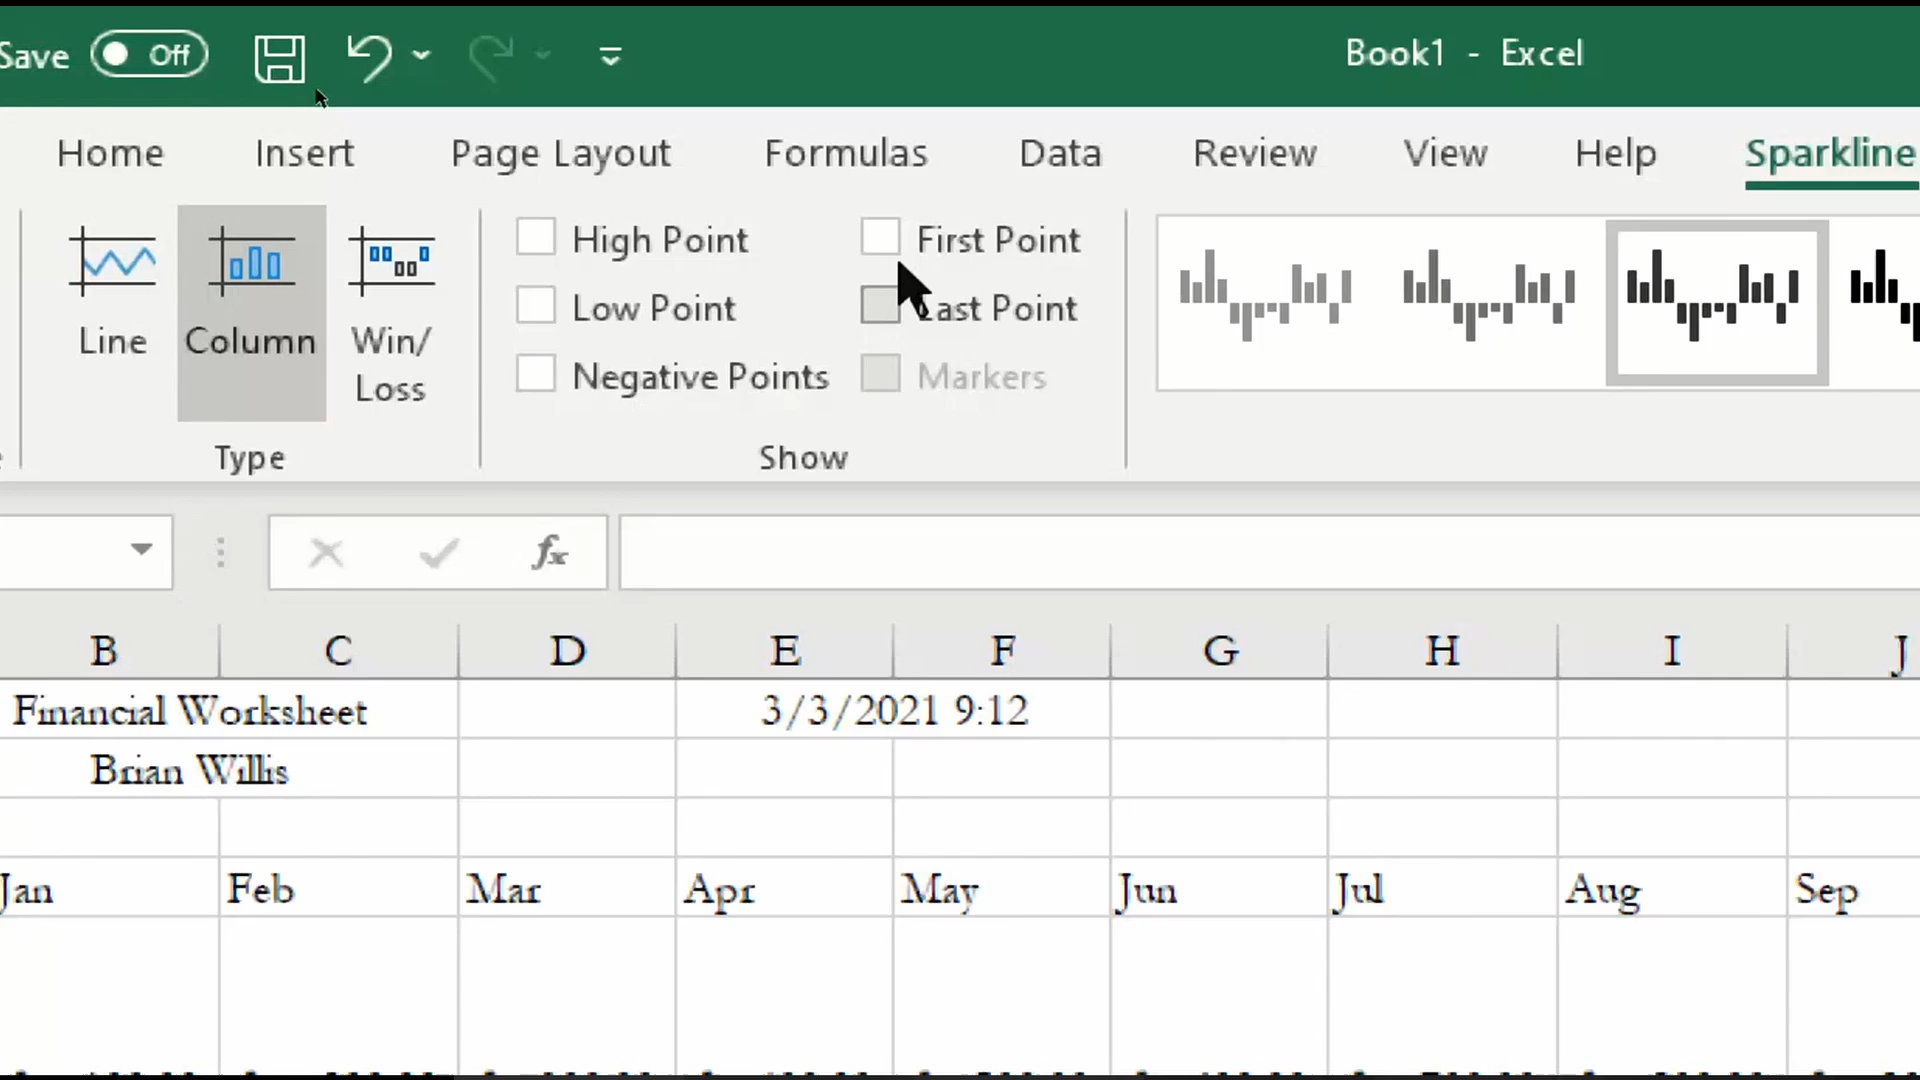 Save Off Book1 - Excel
Home Insert Page Layout Formulas Data Review View Help Sparkline
High Point First Point
Low Point Last Point
Negative Points Markers
Line Column Win/
Loss
Type Show
fx
B C D E F G H I J
Financial Worksheet 3/3/2021 9:12
Brian Willis
Jan Feb Mar Apr May Jun Jul Aug Sep